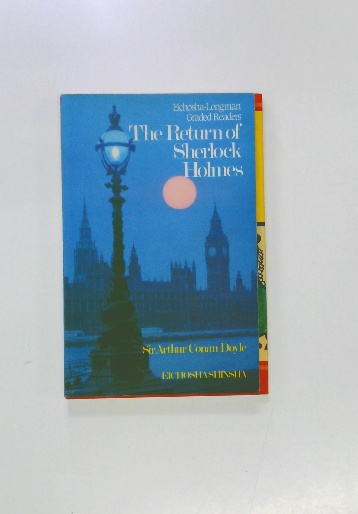 Eichosha-Longman
Graded Readers
The Return of
Sherlock
Holmes
Sir Arthur Conan Doyle
EICHOSHA SHINSHA